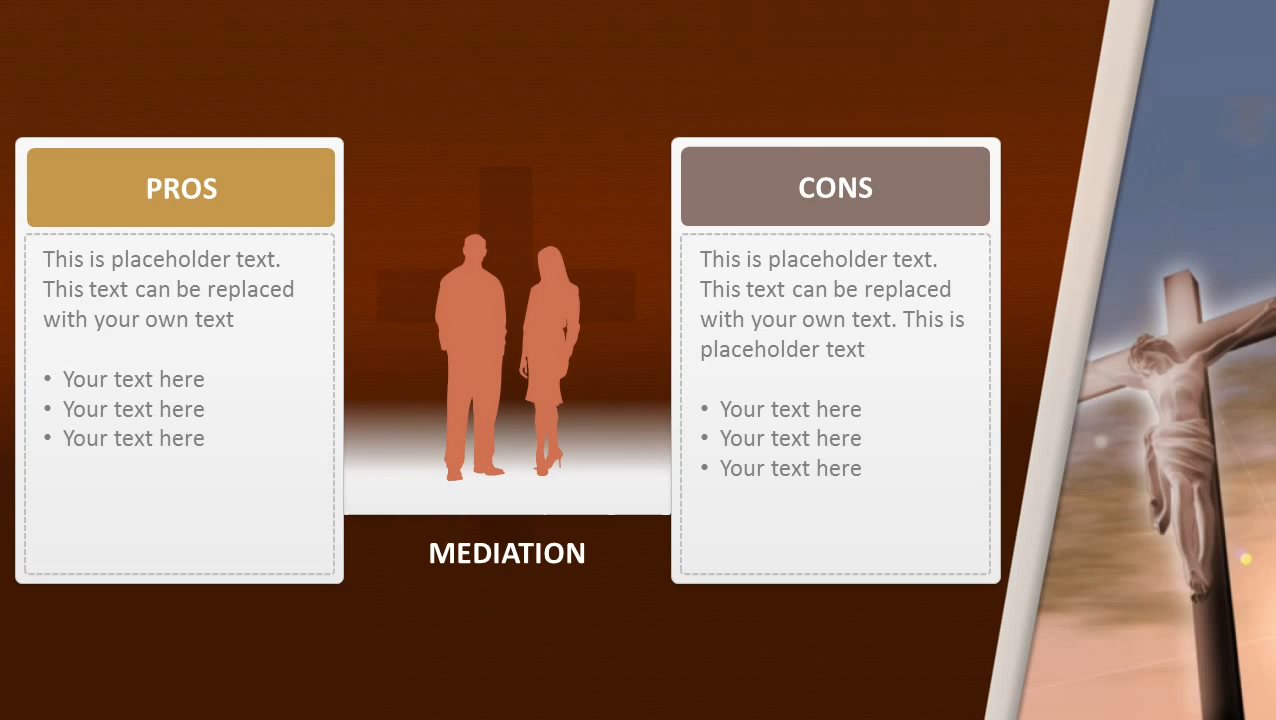 PROS
This is placeholder text.
This text can be replaced
with your own text
• Your text here
• Your text here
• Your text here
MEDIATION
CONS
This is placeholder text.
This text can be replaced
with your own text. This is
placeholder text
• Your text here
• Your text here
• Your text here